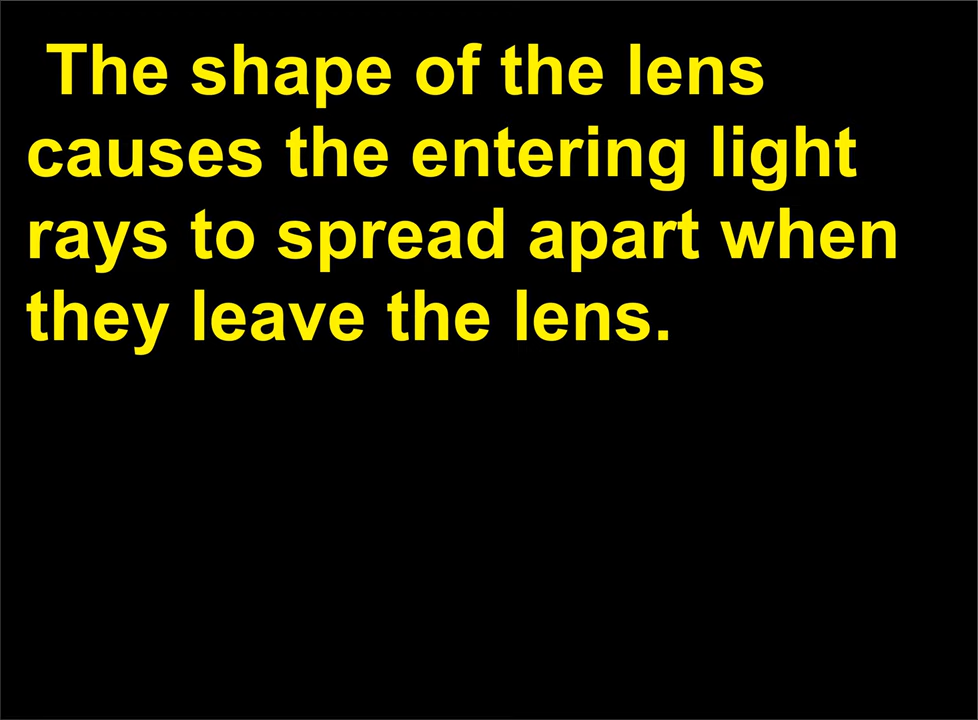 The shape of the lens
causes the entering light
rays to spread apart when
they leave the lens.